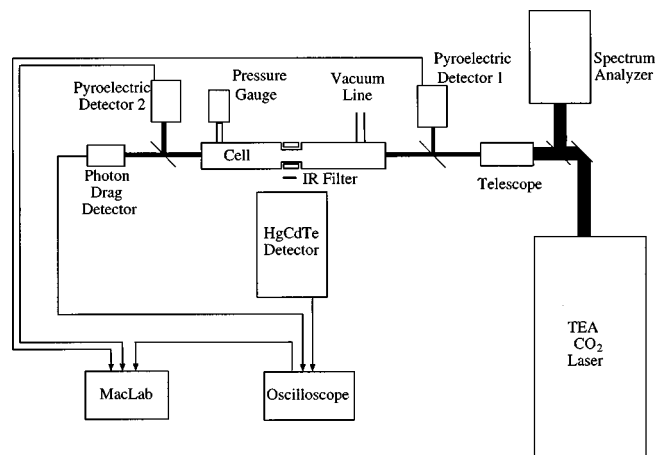 Pyroelectric
Detector 2
Pressure
Gauge
Vacuum
Line
Pyroelectric
Detector 1
Spectrum
Analyzer
Cell
Photon
Drag
Detector
IR Filter
Telescope
HgCdTe
Detector
TEA
CO₂
Laser
MacLab
Oscilloscope